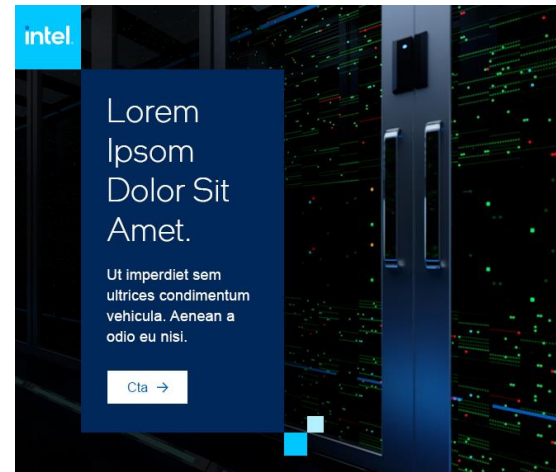 intel.
Lorem
Ipsom
Dolor Sit
Amet.
Ut imperdiet sem
ultrices condimentum
vehicula. Aenean a
odio eu nisi.
Cta →